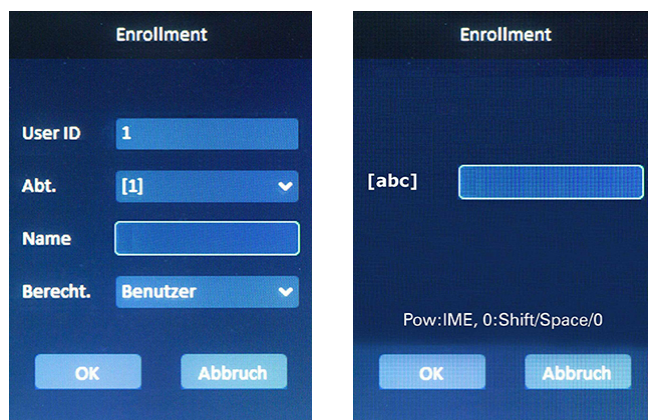 Enrollment
User ID 1
Abt. [1]
Name
Berecht. Benutzer
OK Abbruch
Enrollment
[abc]
Pow:IME, 0:Shift/Space/0
OK Abbruch